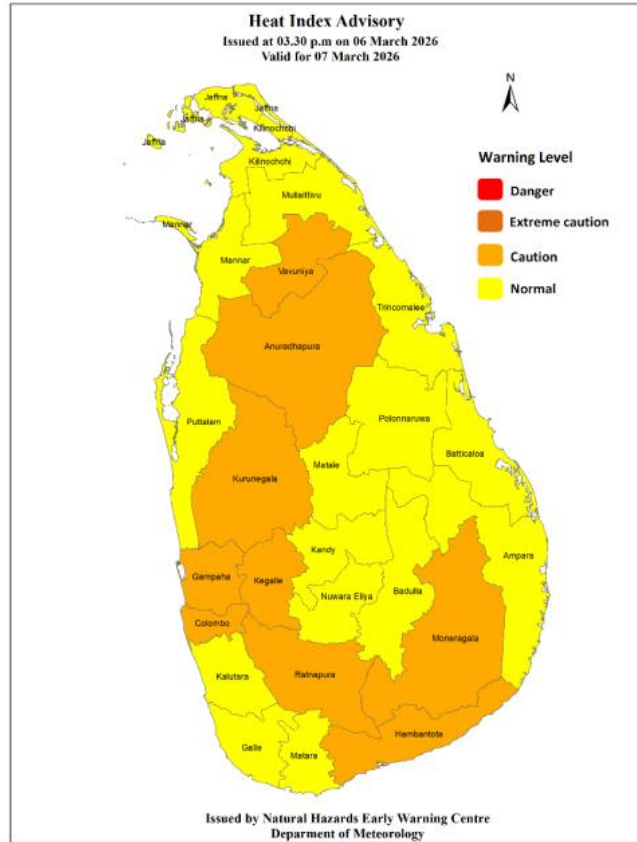 Heat Index Advisory
Issued at 03.30 p.m on 06 March 2026
Valid for 07 March 2026
N
Warning Level
Danger
Extreme caution
Caution
Normal
Jaffna
Jaffna
Jaffna
Jaffna
Kilinochchi
Kilinochchi
Mullaittivu
Mannar
Mannar
Vavuniya
Trincomalee
Anuradhapura
Polonnaruwa
Puttalam
Batticaloa
Matale
Kurunegala
Kandy
Ampara
Gampaha
Kegalle
Nuwara Eliya
Badulla
Colombo
Moneragala
Kalutara
Ratnapura
Hambantota
Galle
Matara
Issued by Natural Hazards Early Warning Centre
Deparment of Meteorology